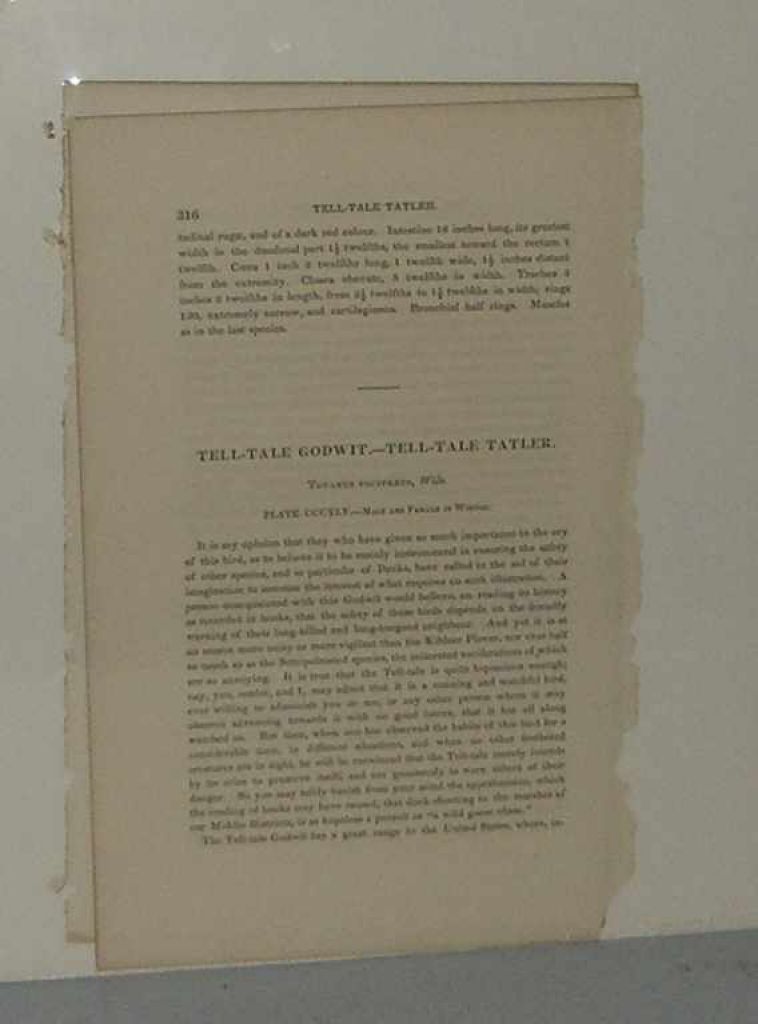 316 TELL-TALE TATLER.
and of a dark red colour. Intestine 16 inches long, its greatest
width in the duodenal part 1½ twelfths, the smallest toward the rectum 1
twelfth. Cœca 1 inch 2 twelfths long, 1 twelfth wide, 1½ inches distant
from the extremity. Cloaca obovate, 5 twelfths in width. Trachea 3
inches 2 twelfths in length, from 2½ twelfths to 1½ twelfths in width; rings
130, extremely narrow, and cartilaginous. Bronchial half rings. Muscles
as in the last species.
TELL-TALE GODWIT.—TELL-TALE TATLER.
Totanus vociferus, Wils.
PLATE CCCXLV.—Male and Female in Winter.
It is my opinion that they who have given so much importance to the cry
of this bird, as to believe it to be mainly instrumental in ensuring the safety
of other species, and in particular of Ducks, have called in the aid of their
imagination to increase the interest of what requires no such illustration. A
person unacquainted with this Godwit would believe, on reading its history
as recorded in books, that the safety of these birds depends on the friendly
warning of their long-billed and long-tongued neighbour. And yet it is at
no season more noisy or more vigilant than the Kildeer Plover, nor ever half
so much so as the Semipalmated species, the reiterated vociferations of which
are so annoying. It is true that the Tell-tale is quite loquacious enough;
nay, you, reader, and I, may admit that it is a cunning and watchful bird,
ever willing to admonish you or me, or any other person whom it may
observe advancing towards it with no good intent, that it has all along
watched us. But then, when one has observed the habits of this bird for a
considerable time, in different situations, and when no other feathered
creatures are in sight, he will be convinced that the Tell-tale merely intends
by its cries to preserve itself, and not generously to warn others of their
danger. So you may safely banish from your mind the apprehension, which
the reading of books may have caused, that duck-shooting in the marshes of
our Middle Districts, is as hopeless a pursuit as "a wild goose chase."
The Tell-tale Godwit has a great range in the United States, where, in-